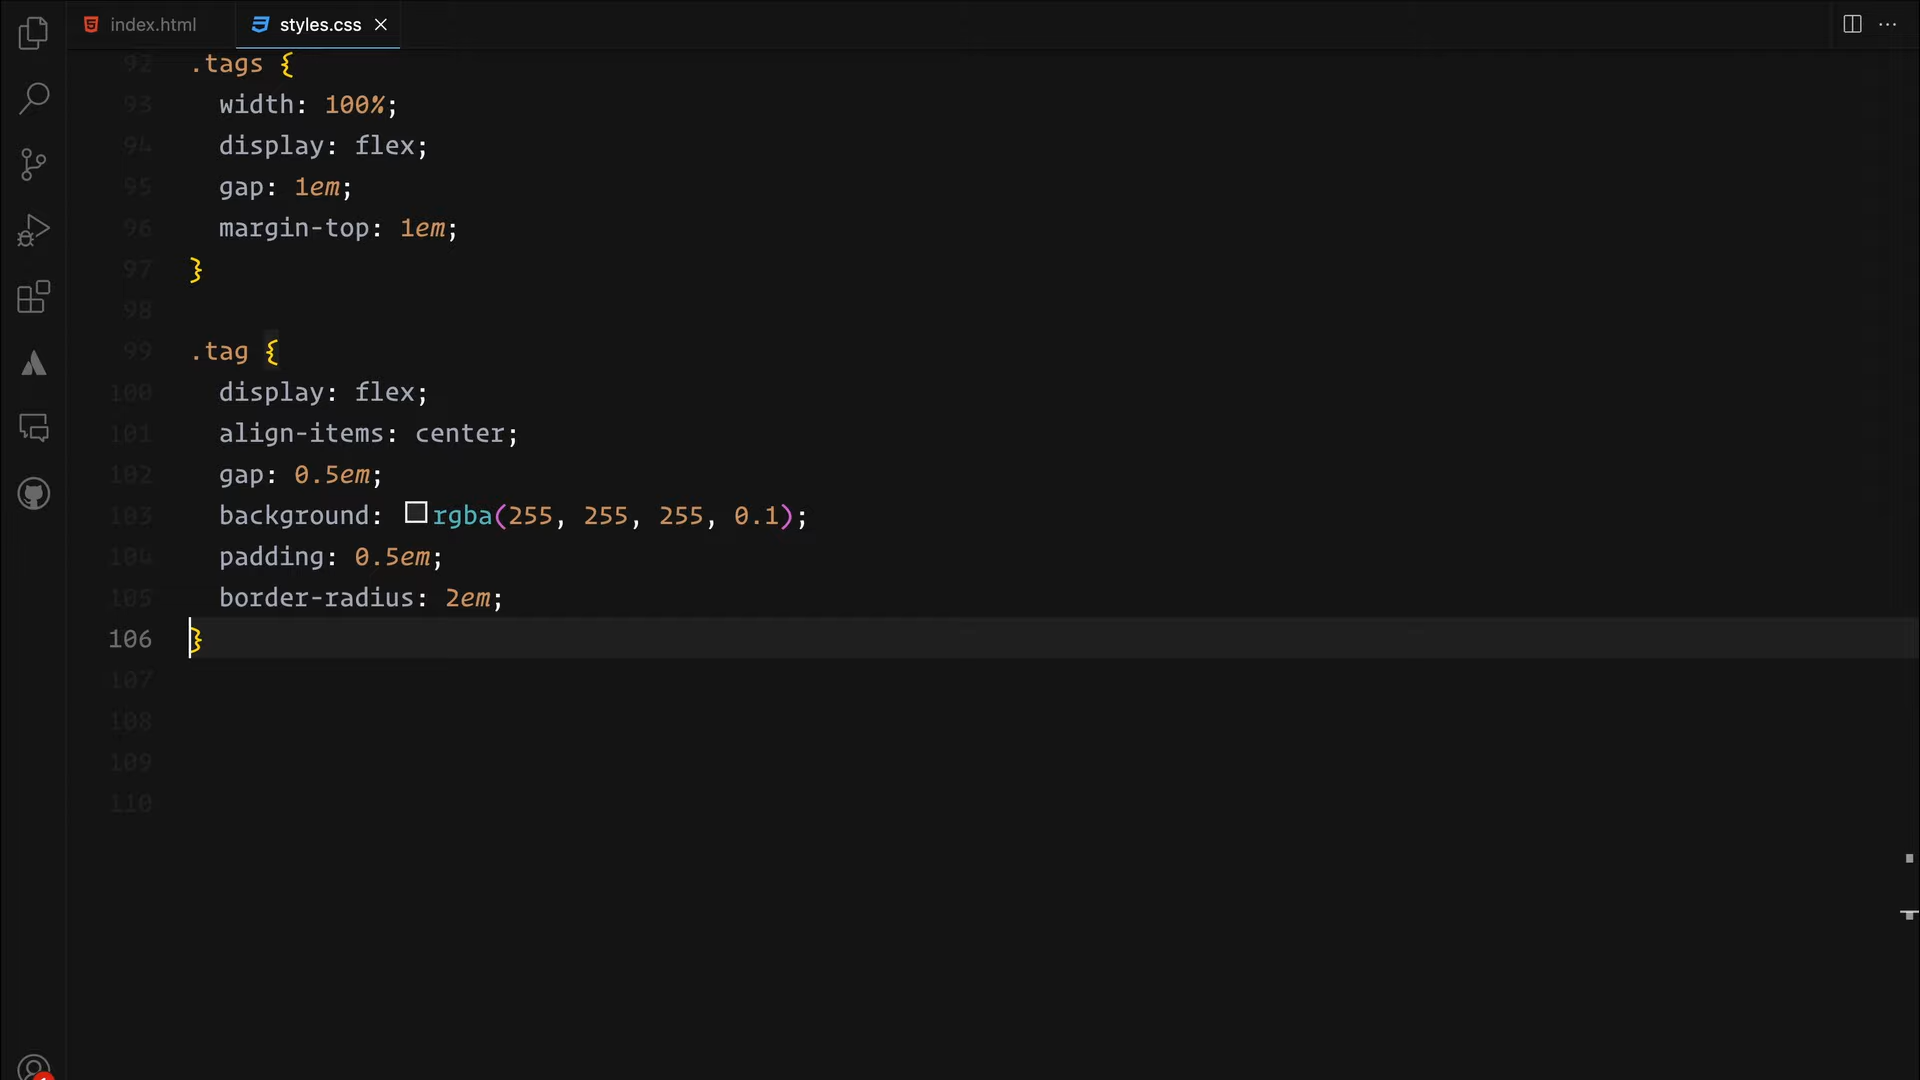 index.html
styles.css
92 .tags {
93 width: 100%;
94 display: flex;
95 gap: 1em;
96 margin-top: 1em;
97 }
98
99 .tag {
100 display: flex;
101 align-items: center;
102 gap: 0.5em;
103 background: rgba(255, 255, 255, 0.1);
104 padding: 0.5em;
105 border-radius: 2em;
106 }
107
108
109
110